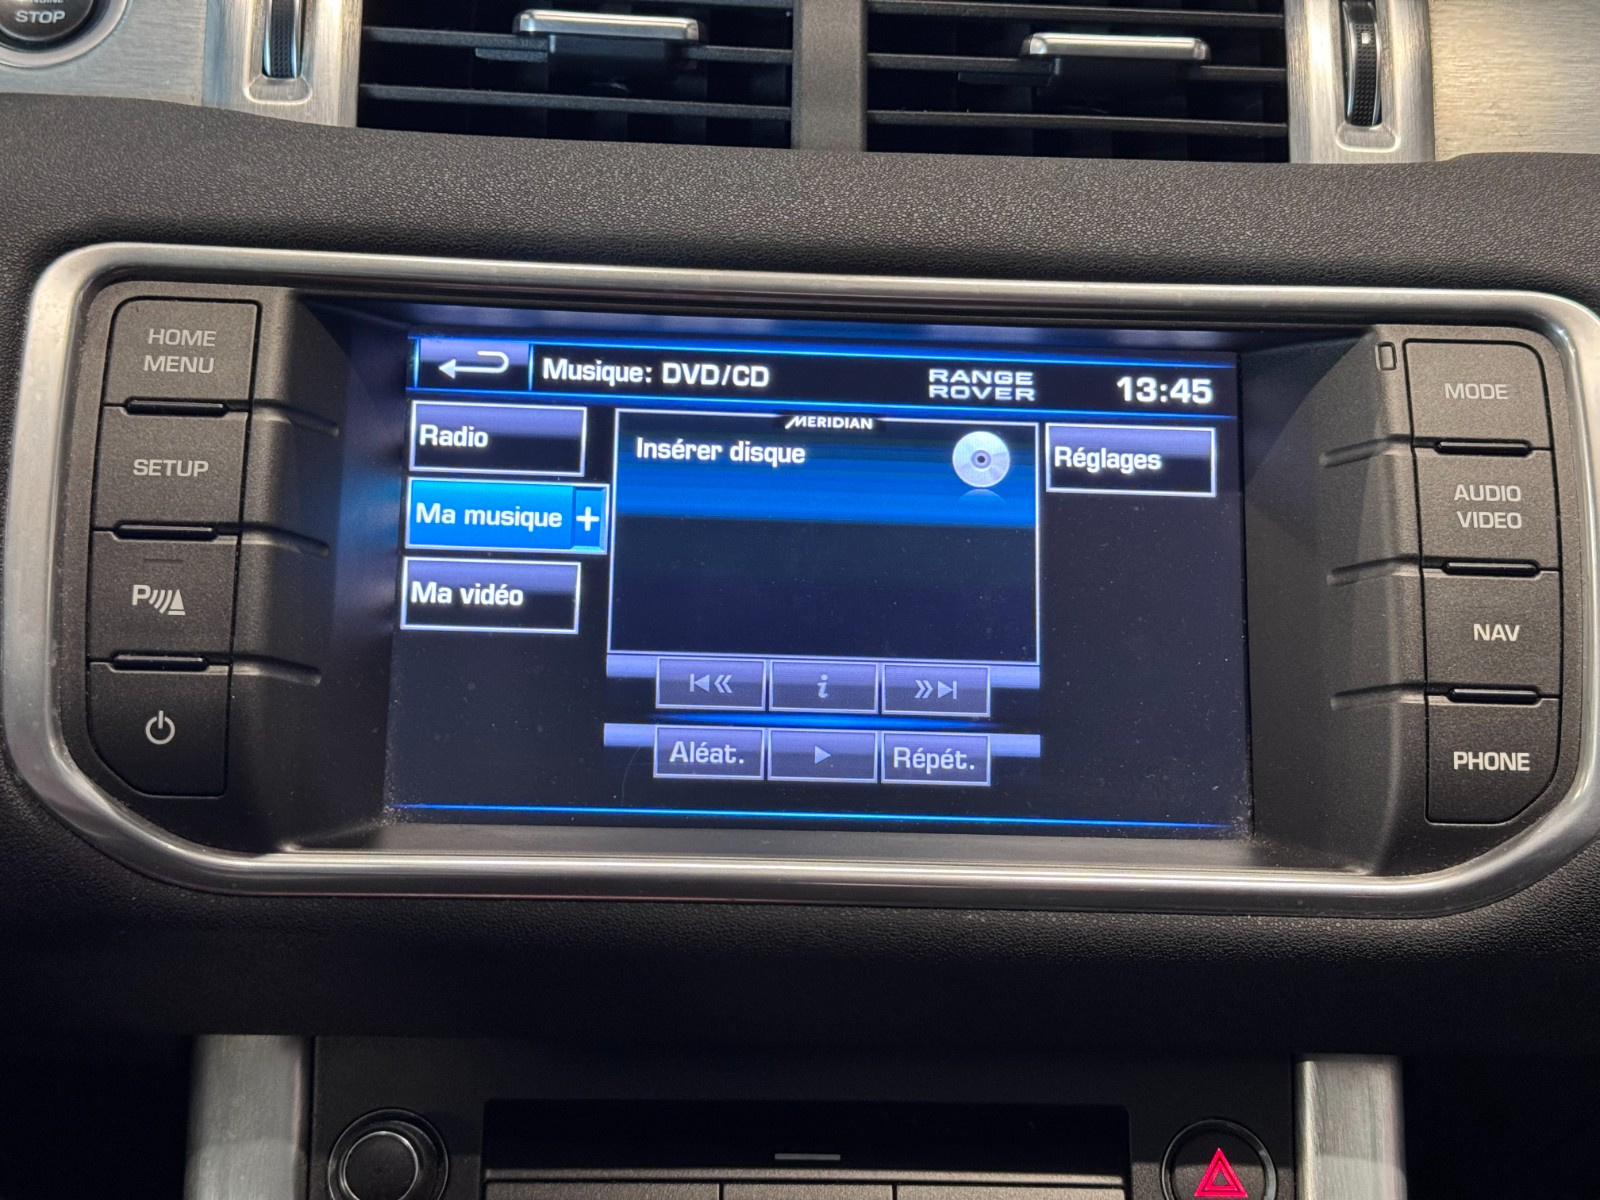 STOP
HOME
MENU
SETUP
P
Musique: DVD/CD
RANGE
ROVER
13:45
Radio
Ma musique +
Ma vidéo
MERIDIAN
Insérer disque
Réglages
i
Aléat.
Répét.
MODE
AUDIO
VIDEO
NAV
PHONE